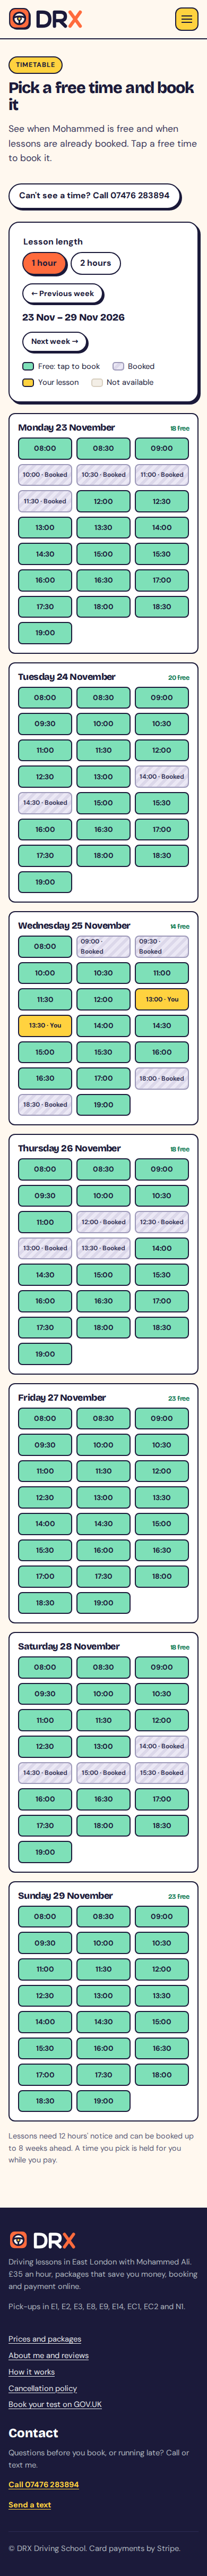 DRX
TIMETABLE
Pick a free time and book
it
See when Mohammed is free and when
lessons are already booked. Tap a free time
to book it.
Can't see a time? Call 07476 283894
Lesson length
1 hour 2 hours
← Previous week
23 Nov – 29 Nov 2026
Next week →
Free: tap to book Booked
Your lesson Not available
Monday 23 November 18 free
08:00 08:30 09:00
10:00 · Booked 10:30 · Booked 11:00 · Booked
11:30 · Booked 12:00 12:30
13:00 13:30 14:00
14:30 15:00 15:30
16:00 16:30 17:00
17:30 18:00 18:30
19:00
Tuesday 24 November 20 free
08:00 08:30 09:00
09:30 10:00 10:30
11:00 11:30 12:00
12:30 13:00 14:00 · Booked
14:30 · Booked 15:00 15:30
16:00 16:30 17:00
17:30 18:00 18:30
19:00
Wednesday 25 November 14 free
08:00 09:00 · Booked 09:30 · Booked
10:00 10:30 11:00
11:30 12:00 13:00 · You
13:30 · You 14:00 14:30
15:00 15:30 16:00
16:30 17:00 18:00 · Booked
18:30 · Booked 19:00
Thursday 26 November 18 free
08:00 08:30 09:00
09:30 10:00 10:30
11:00 12:00 · Booked 12:30 · Booked
13:00 · Booked 13:30 · Booked 14:00
14:30 15:00 15:30
16:00 16:30 17:00
17:30 18:00 18:30
19:00
Friday 27 November 23 free
08:00 08:30 09:00
09:30 10:00 10:30
11:00 11:30 12:00
12:30 13:00 13:30
14:00 14:30 15:00
15:30 16:00 16:30
17:00 17:30 18:00
18:30 19:00
Saturday 28 November 18 free
08:00 08:30 09:00
09:30 10:00 10:30
11:00 11:30 12:00
12:30 13:00 14:00 · Booked
14:30 · Booked 15:00 · Booked 15:30 · Booked
16:00 16:30 17:00
17:30 18:00 18:30
19:00
Sunday 29 November 23 free
08:00 08:30 09:00
09:30 10:00 10:30
11:00 11:30 12:00
12:30 13:00 13:30
14:00 14:30 15:00
15:30 16:00 16:30
17:00 17:30 18:00
18:30 19:00
Lessons need 12 hours' notice and can be booked up
to 8 weeks ahead. A time you pick is held for you
while you pay.
DRX
Driving lessons in East London with Mohammed Ali.
£35 an hour, packages that save you money, booking
and payment online.
Pick-ups in E1, E2, E3, E8, E9, E14, EC1, EC2 and N1.
Prices and packages
About me and reviews
How it works
Cancellation policy
Book your test on GOV.UK
Contact
Questions before you book, or running late? Call or
text me.
Call 07476 283894
Send a text
© DRX Driving School. Card payments by Stripe.